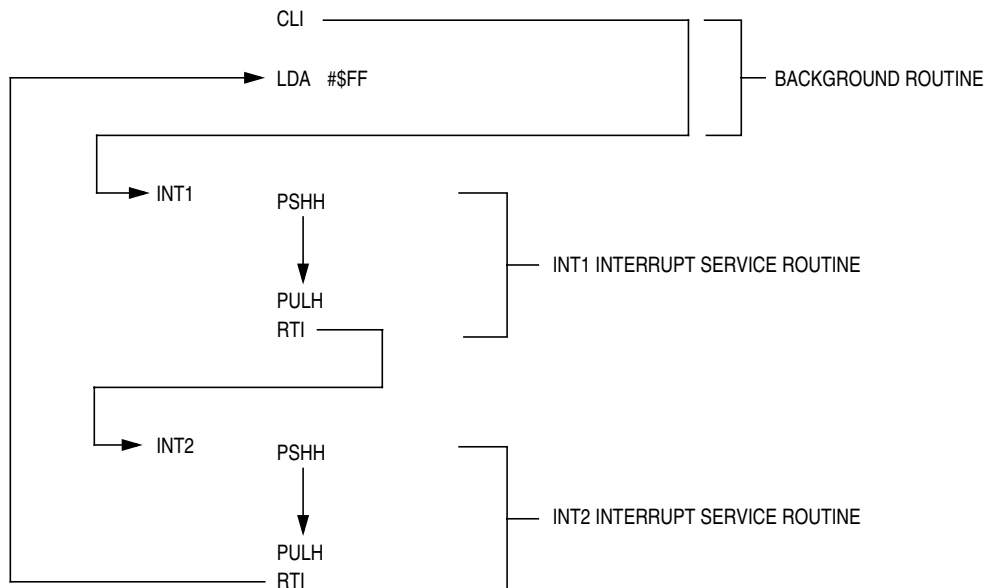 CLI
LDA #$FF
BACKGROUND ROUTINE
INT1
PSHH
INT1 INTERRUPT SERVICE ROUTINE
PULH
RTI
INT2
PSHH
INT2 INTERRUPT SERVICE ROUTINE
PULH
RTI